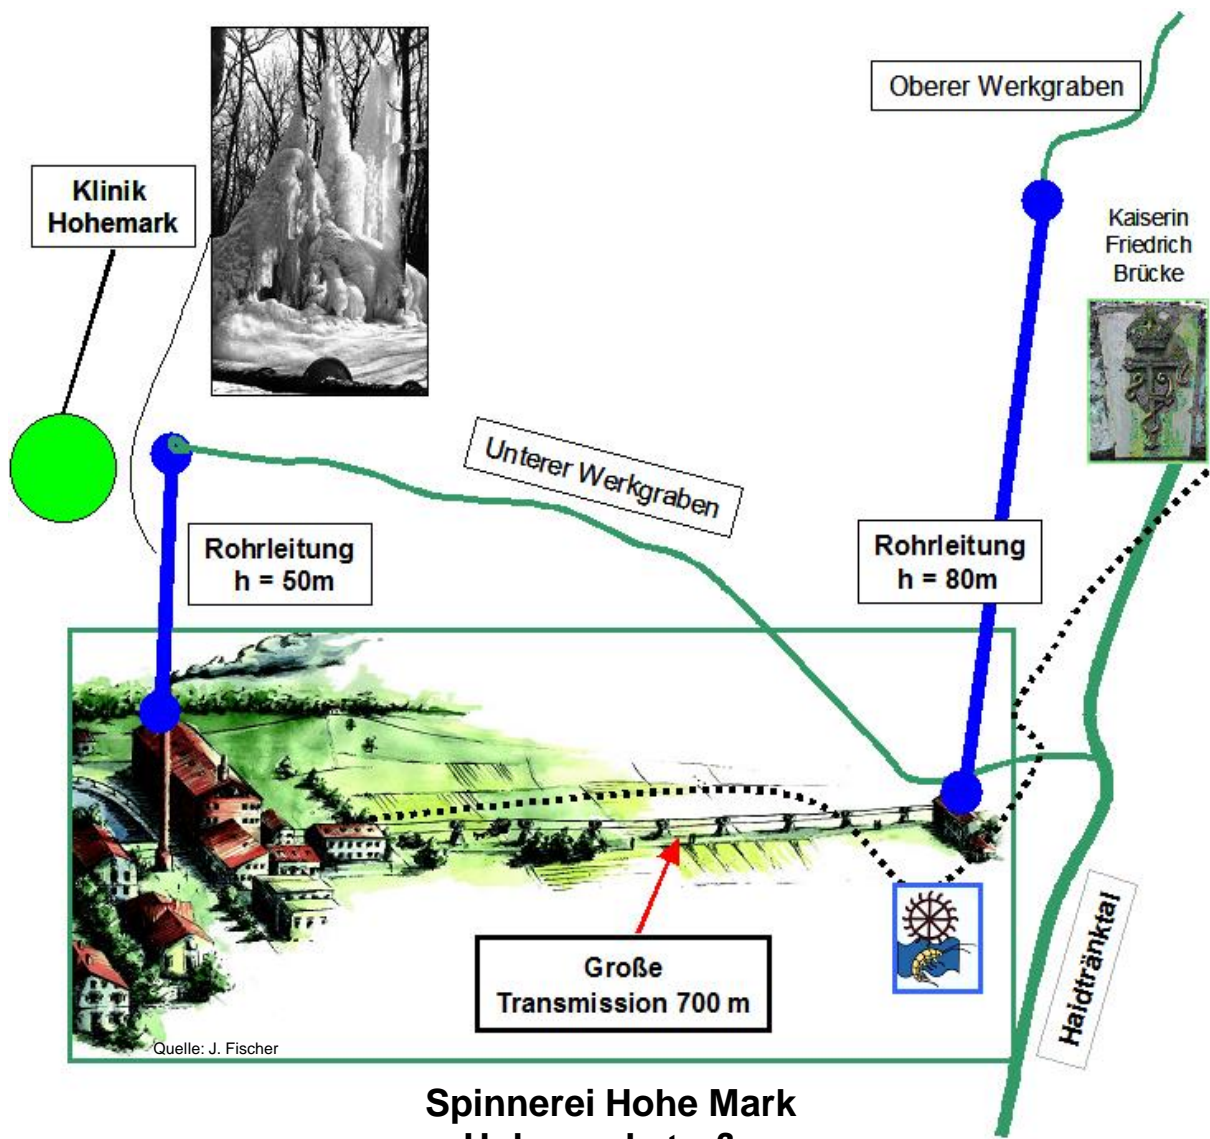 Oberer Werkgraben
Klinik
Hohemark
Kaiserin
Friedrich
Brücke
Unterer Werkgraben
Rohrleitung
h = 50m
Rohrleitung
h = 80m
Große
Transmission 700 m
Haidtränktal
Quelle: J. Fischer
Spinnerei Hohe Mark